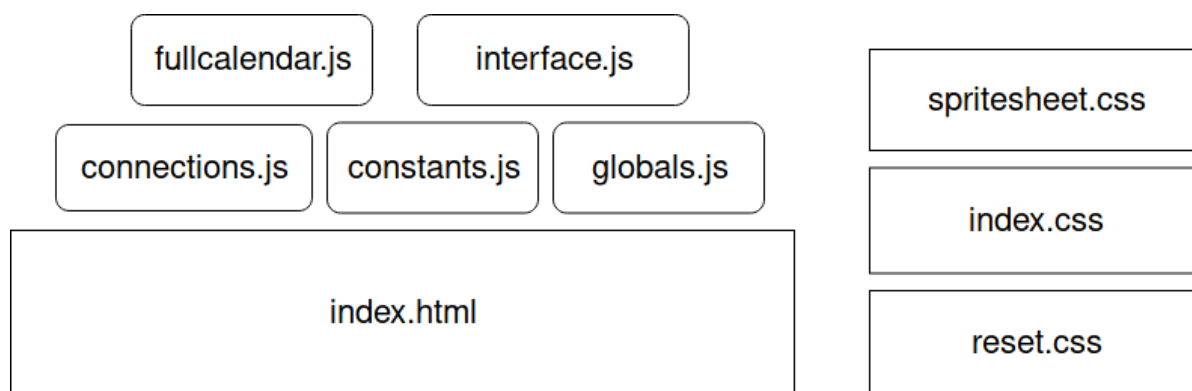 fullcalendar.js
interface.js
connections.js
constants.js
globals.js
index.html
spritesheet.css
index.css
reset.css